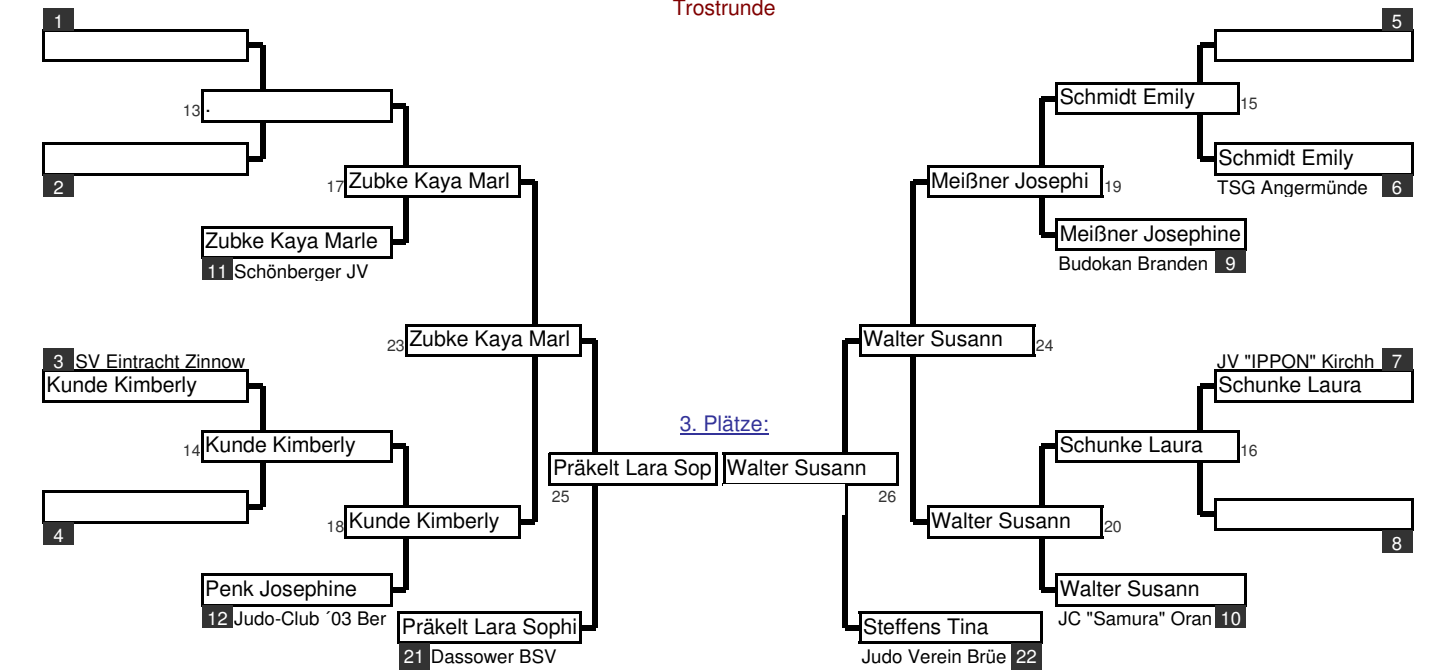 Trostrunde
1
5
13 .
Schmidt Emily 15
2
Schmidt Emily
TSG Angermünde 6
17 Zubke Kaya Marl
Meißner Josephi 19
Zubke Kaya Marle
11 Schönberger JV
Meißner Josephine
Budokan Branden 9
23 Zubke Kaya Marl
Walter Susann 24
3 SV Eintracht Zinnow
Kunde Kimberly
JV "IPPON" Kirchh 7
Schunke Laura
3. Plätze:
14 Kunde Kimberly
Schunke Laura 16
Präkelt Lara Sop
25
Walter Susann
26
4
18 Kunde Kimberly
Walter Susann 20
8
Penk Josephine
12 Judo-Club ´03 Ber
Walter Susann
JC "Samura" Oran 10
Präkelt Lara Sophi
21 Dassower BSV
Steffens Tina
Judo Verein Brüe 22